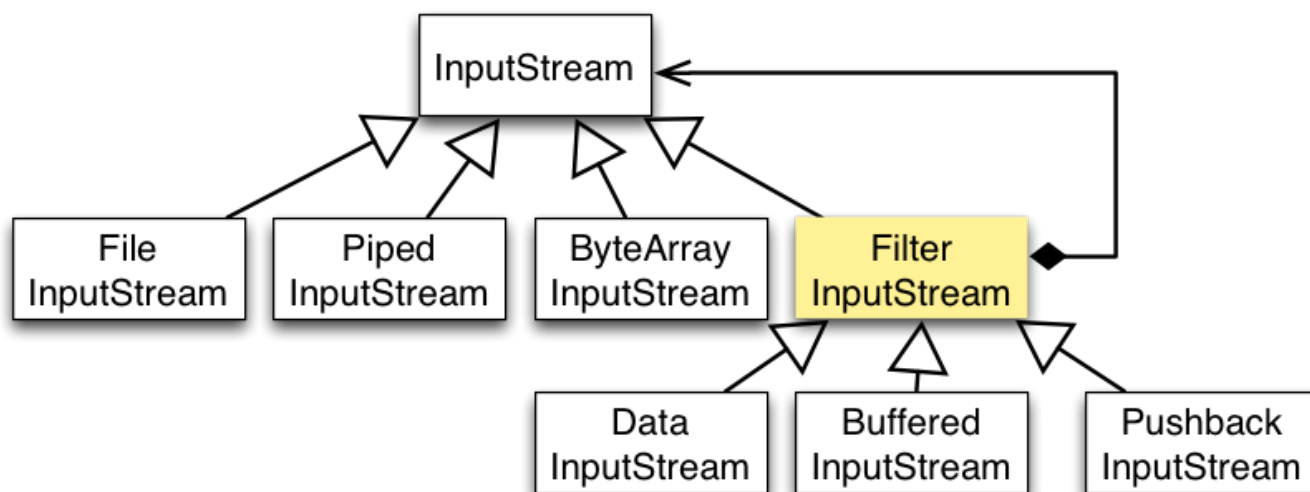 InputStream
File
InputStream
Piped
InputStream
ByteArray
InputStream
Filter
InputStream
Data
InputStream
Buffered
InputStream
Pushback
InputStream